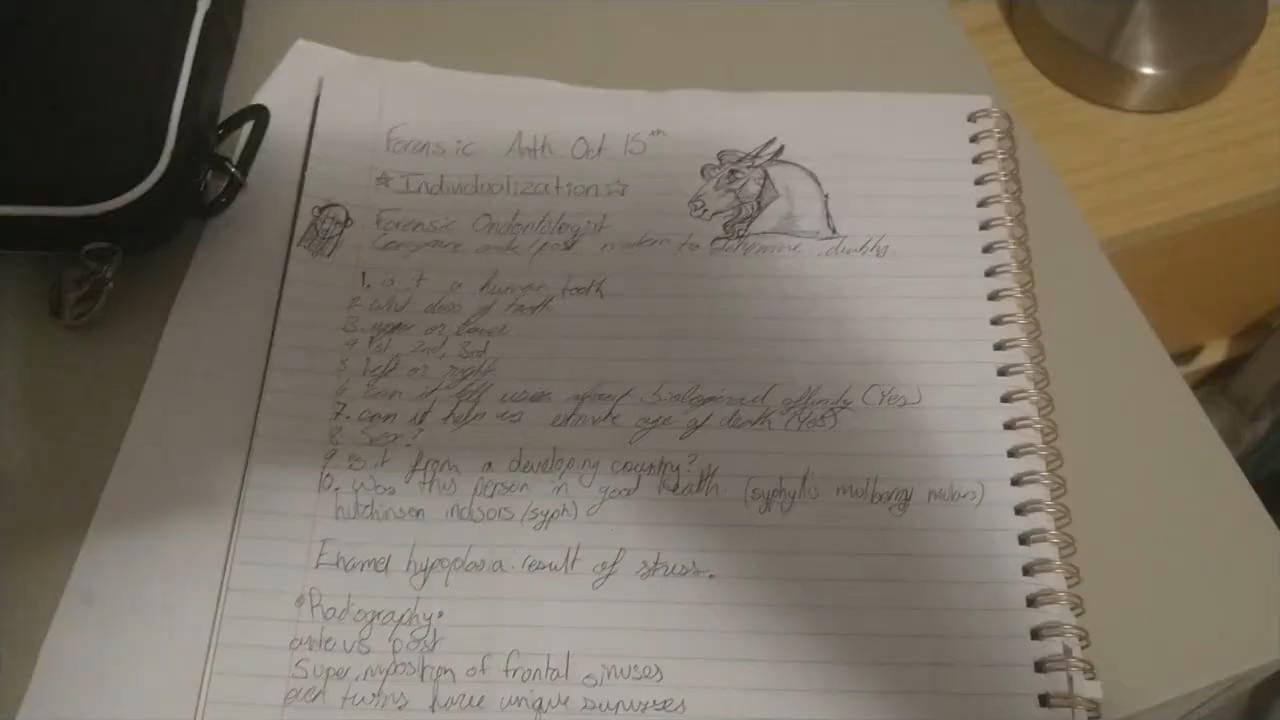 Forensic Anth Oct 15th
☆Individualization☆
Forensic Ondontologist
Compare ante/post mortem to determine identity.
1. is it a human tooth
2. What class of tooth
3. upper or lower
4. 1st, 2nd, 3rd
5. left or right
6. can it tell us about biological affinity (Yes)
7. can it help us estimate age of death (Yes)
8. Sex?
9. is it from a developing country?
10. Was this person in good health. (syphylis molberry molars)
hutchinson incisors (syph)
Enamel hypoplasia. result of stress.
•Radiography•
ante vs post
Super imposition of frontal sinuses
even twins have unique